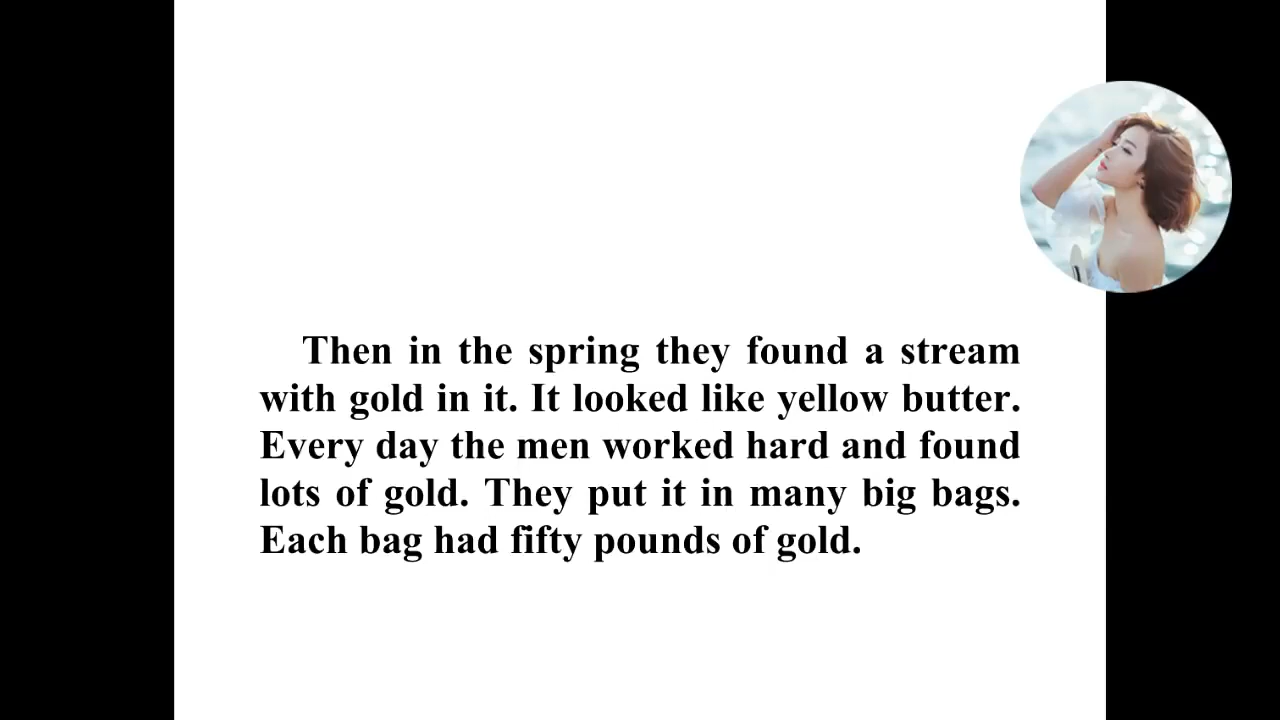 Then in the spring they found a stream
with gold in it. It looked like yellow butter.
Every day the men worked hard and found
lots of gold. They put it in many big bags.
Each bag had fifty pounds of gold.